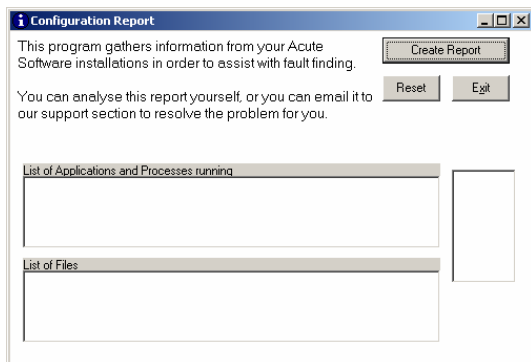 Configuration Report
This program gathers information from your Acute
Software installations in order to assist with fault finding.
You can analyse this report yourself, or you can email it to
our support section to resolve the problem for you.
Create Report
Reset
Exit
List of Applications and Processes running
List of Files